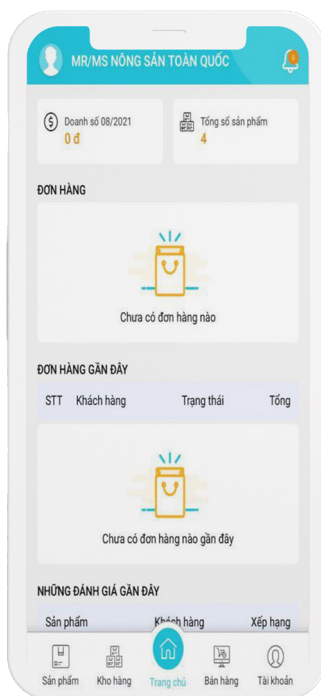 MR/MS NÔNG SẢN TOÀN QUỐC
Doanh số 08/2021
0 đ
Tổng số sản phẩm
4
ĐƠN HÀNG
Chưa có đơn hàng nào
ĐƠN HÀNG GẦN ĐÂY
STT Khách hàng Trạng thái Tổng
Chưa có đơn hàng nào gần đây
NHỮNG ĐÁNH GIÁ GẦN ĐÂY
Sản phẩm Khách hàng Xếp hạng
Sản phẩm Kho hàng Trang chủ Bán hàng Tài khoản